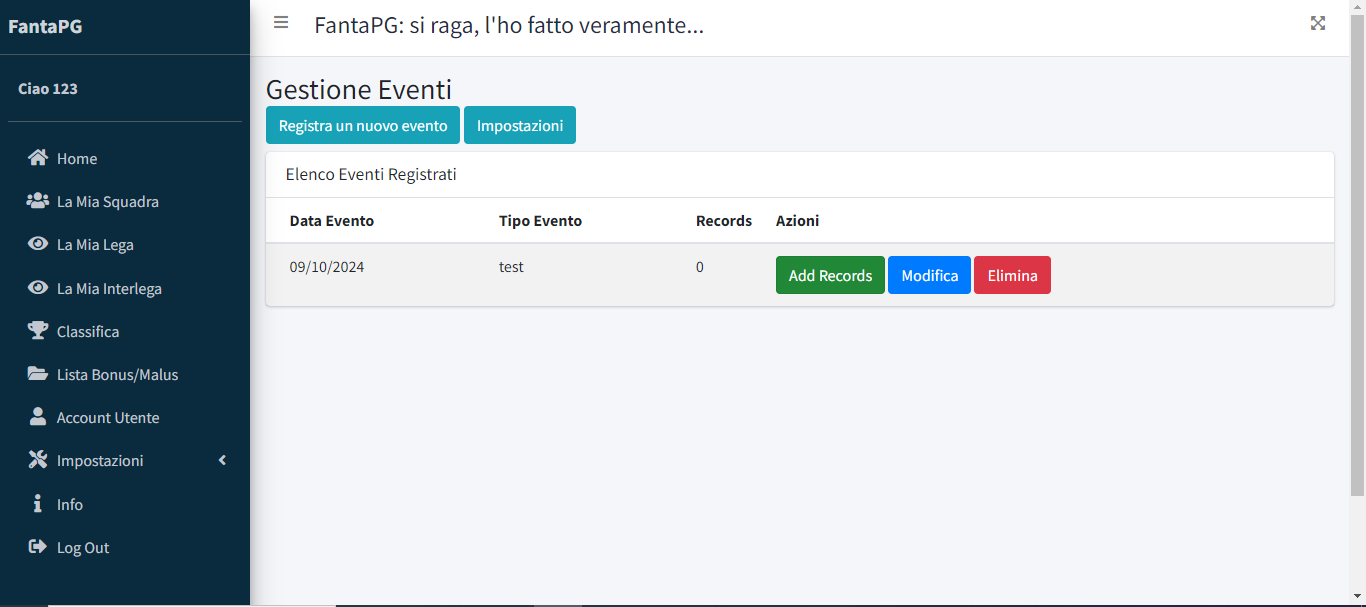 FantaPG
FantaPG: si raga, l'ho fatto veramente...
Ciao 123
Home
La Mia Squadra
La Mia Lega
La Mia Interlega
Classifica
Lista Bonus/Malus
Account Utente
Impostazioni
Info
Log Out
Gestione Eventi
Registra un nuovo evento Impostazioni
Elenco Eventi Registrati
Data Evento Tipo Evento Records Azioni
09/10/2024 test 0 Add Records Modifica Elimina